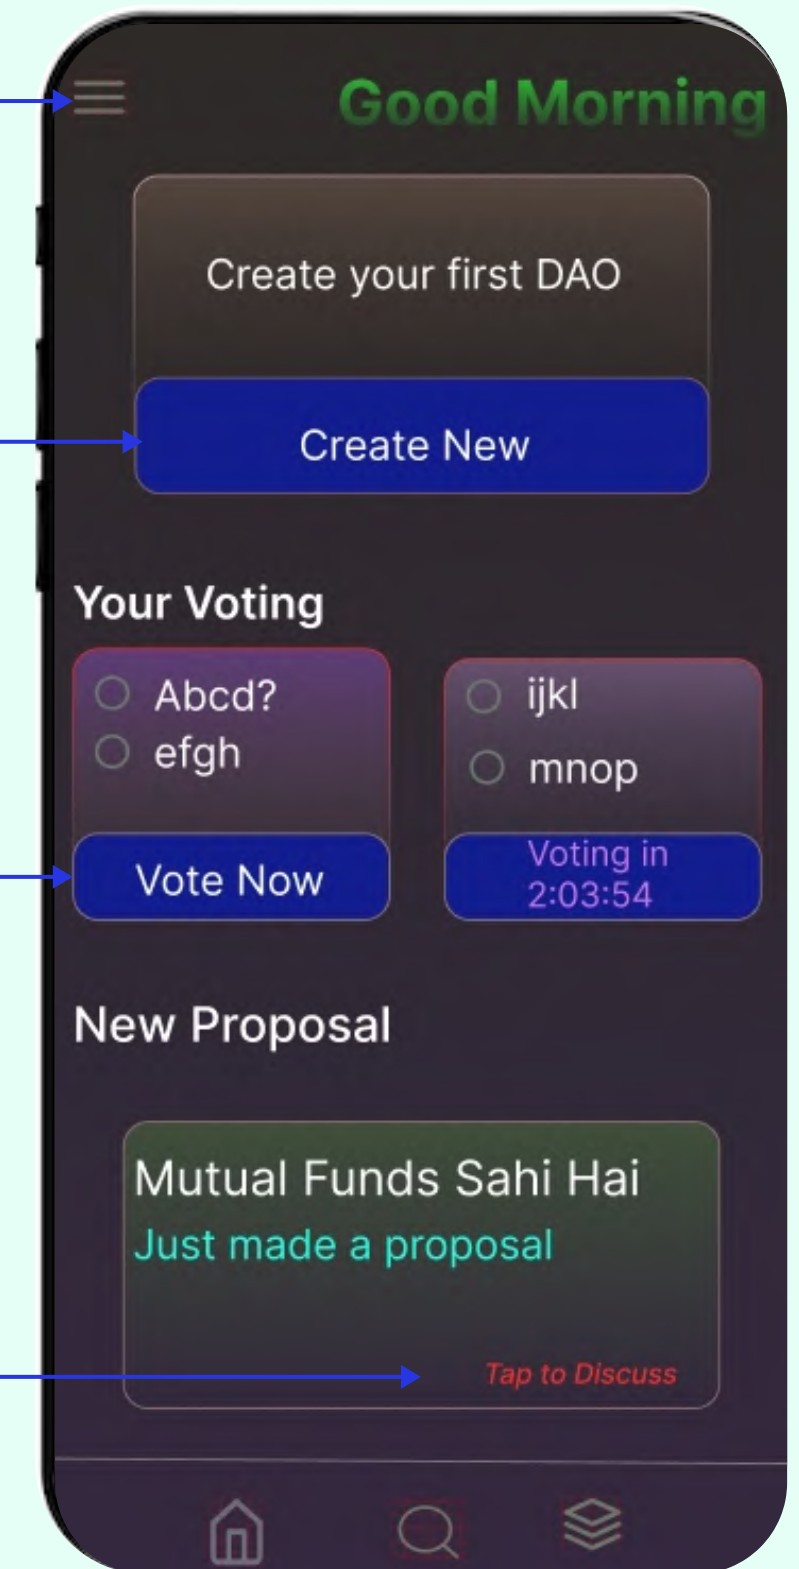 Good Morning
Create your first DAO
Create New
Your Voting
Abcd?
efgh
Vote Now
ijkl
mnop
Voting in
2:03:54
New Proposal
Mutual Funds Sahi Hai
Just made a proposal
Tap to Discuss